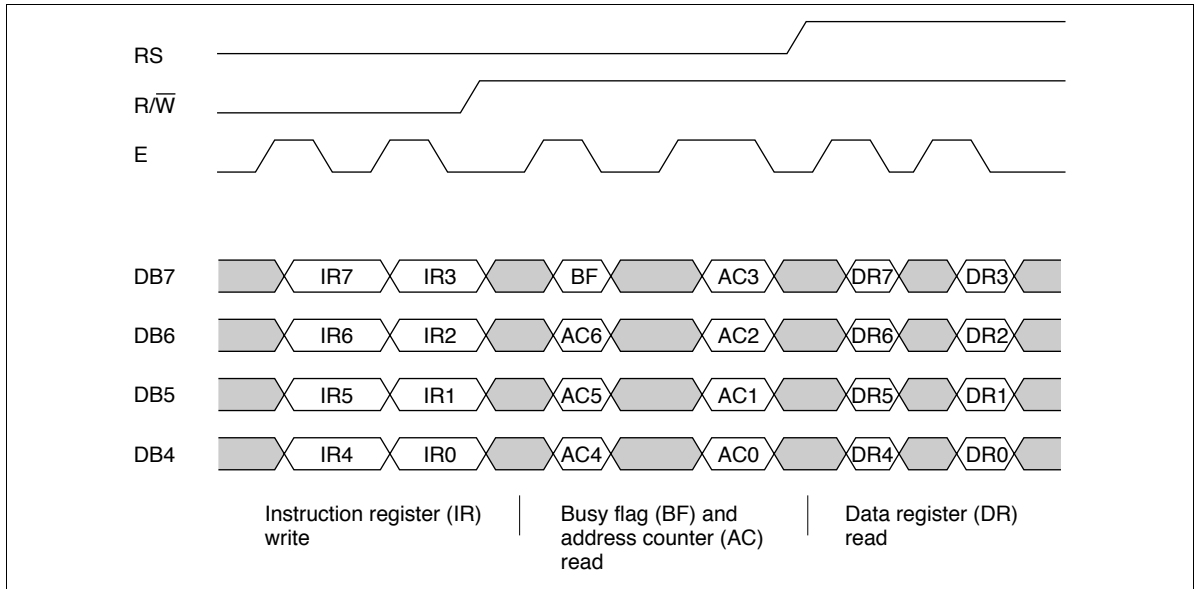 RS
R/W̅
E
DB7 IR7 IR3 BF AC3 DR7 DR3
DB6 IR6 IR2 AC6 AC2 DR6 DR2
DB5 IR5 IR1 AC5 AC1 DR5 DR1
DB4 IR4 IR0 AC4 AC0 DR4 DR0
Instruction register (IR)
write
Busy flag (BF) and
address counter (AC)
read
Data register (DR)
read